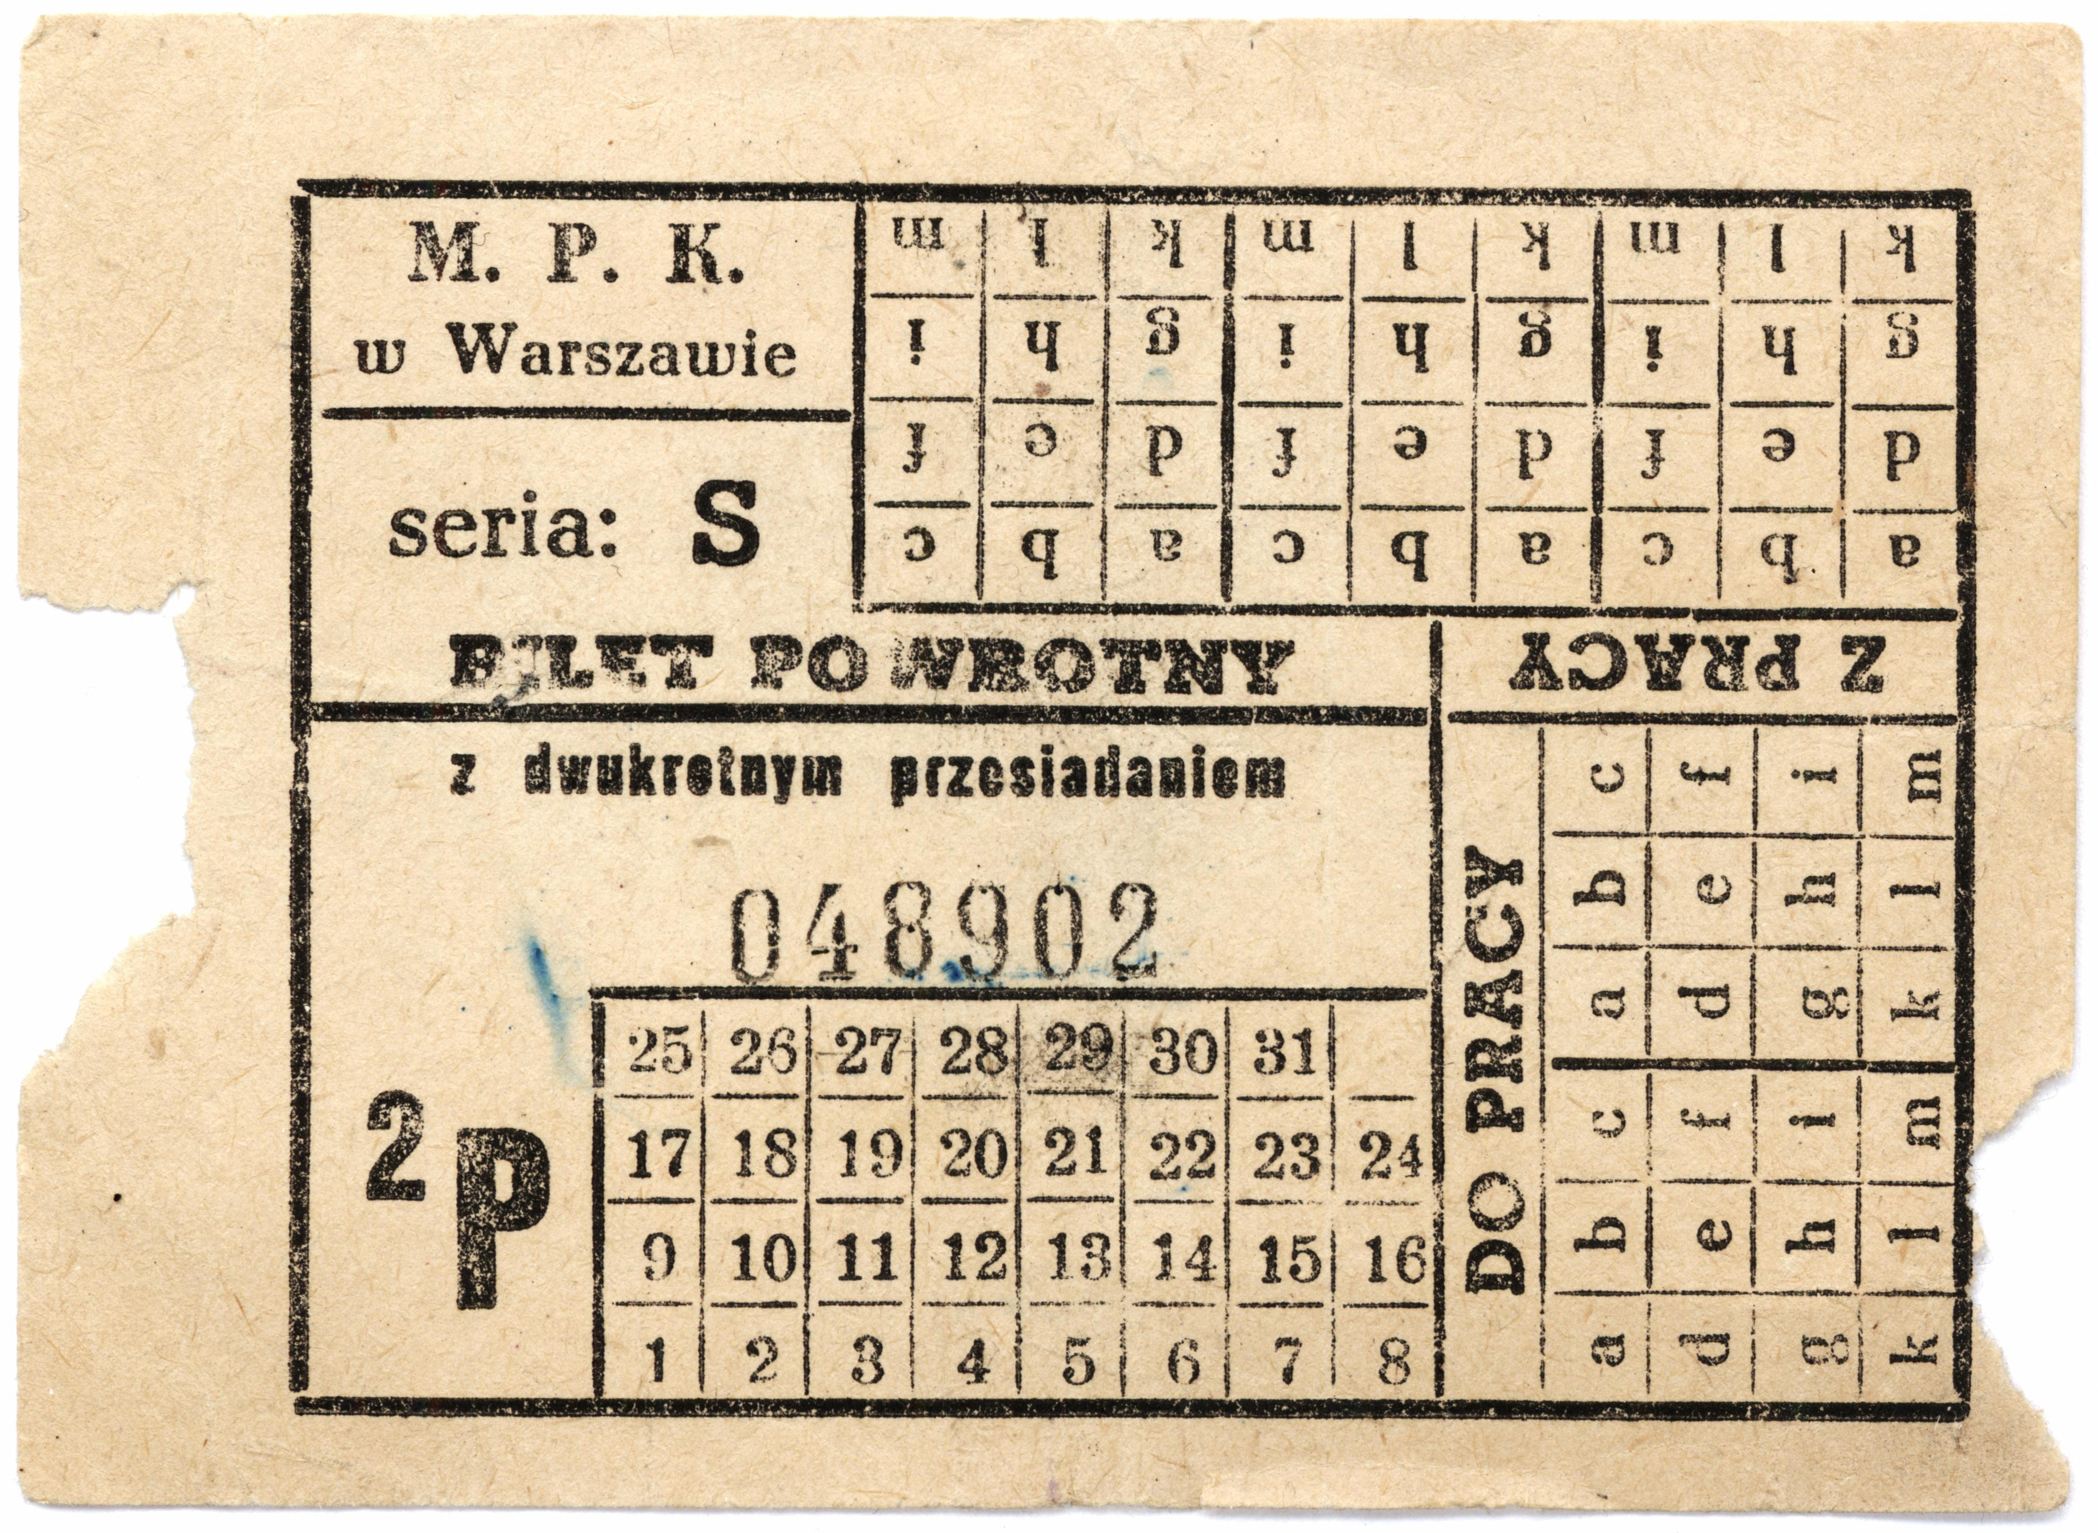 M. P. K.
w Warszawie
seria: S
m l k m l k m l k
i h g i h g i h g
f e d f e d f e d
c b a c b a c b a
BILET POWROTNY
Z PRACY
z dwukrotnym przesiadaniem
048902
2P
25 26 27 28 29 30 31
17 18 19 20 21 22 23 24
9 10 11 12 13 14 15 16
1 2 3 4 5 6 7 8
DO PRACY
a b c a b c
d e f d e f
g h i g h i
k l m k l m